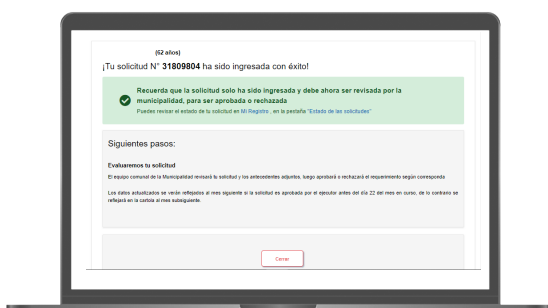 (62 años)
¡Tu solicitud N° 31809804 ha sido ingresada con éxito!
Recuerda que la solicitud solo ha sido ingresada y debe ahora ser revisada por la
municipalidad, para ser aprobada o rechazada
Puedes revisar el estado de tu solicitud en Mi Registro , en la pestaña "Estado de las solicitudes"
Siguientes pasos:
Evaluaremos tu solicitud
El equipo comunal de la Municipalidad revisará tu solicitud y los antecedentes adjuntos, luego aprobará o rechazará el requerimiento según corresponda
Los datos actualizados se verán reflejados al mes siguiente si la solicitud es aprobada por el ejecutor antes del día 22 del mes en curso, de lo contrario se
reflejará en la cartola al mes subsiguiente.
Cerrar